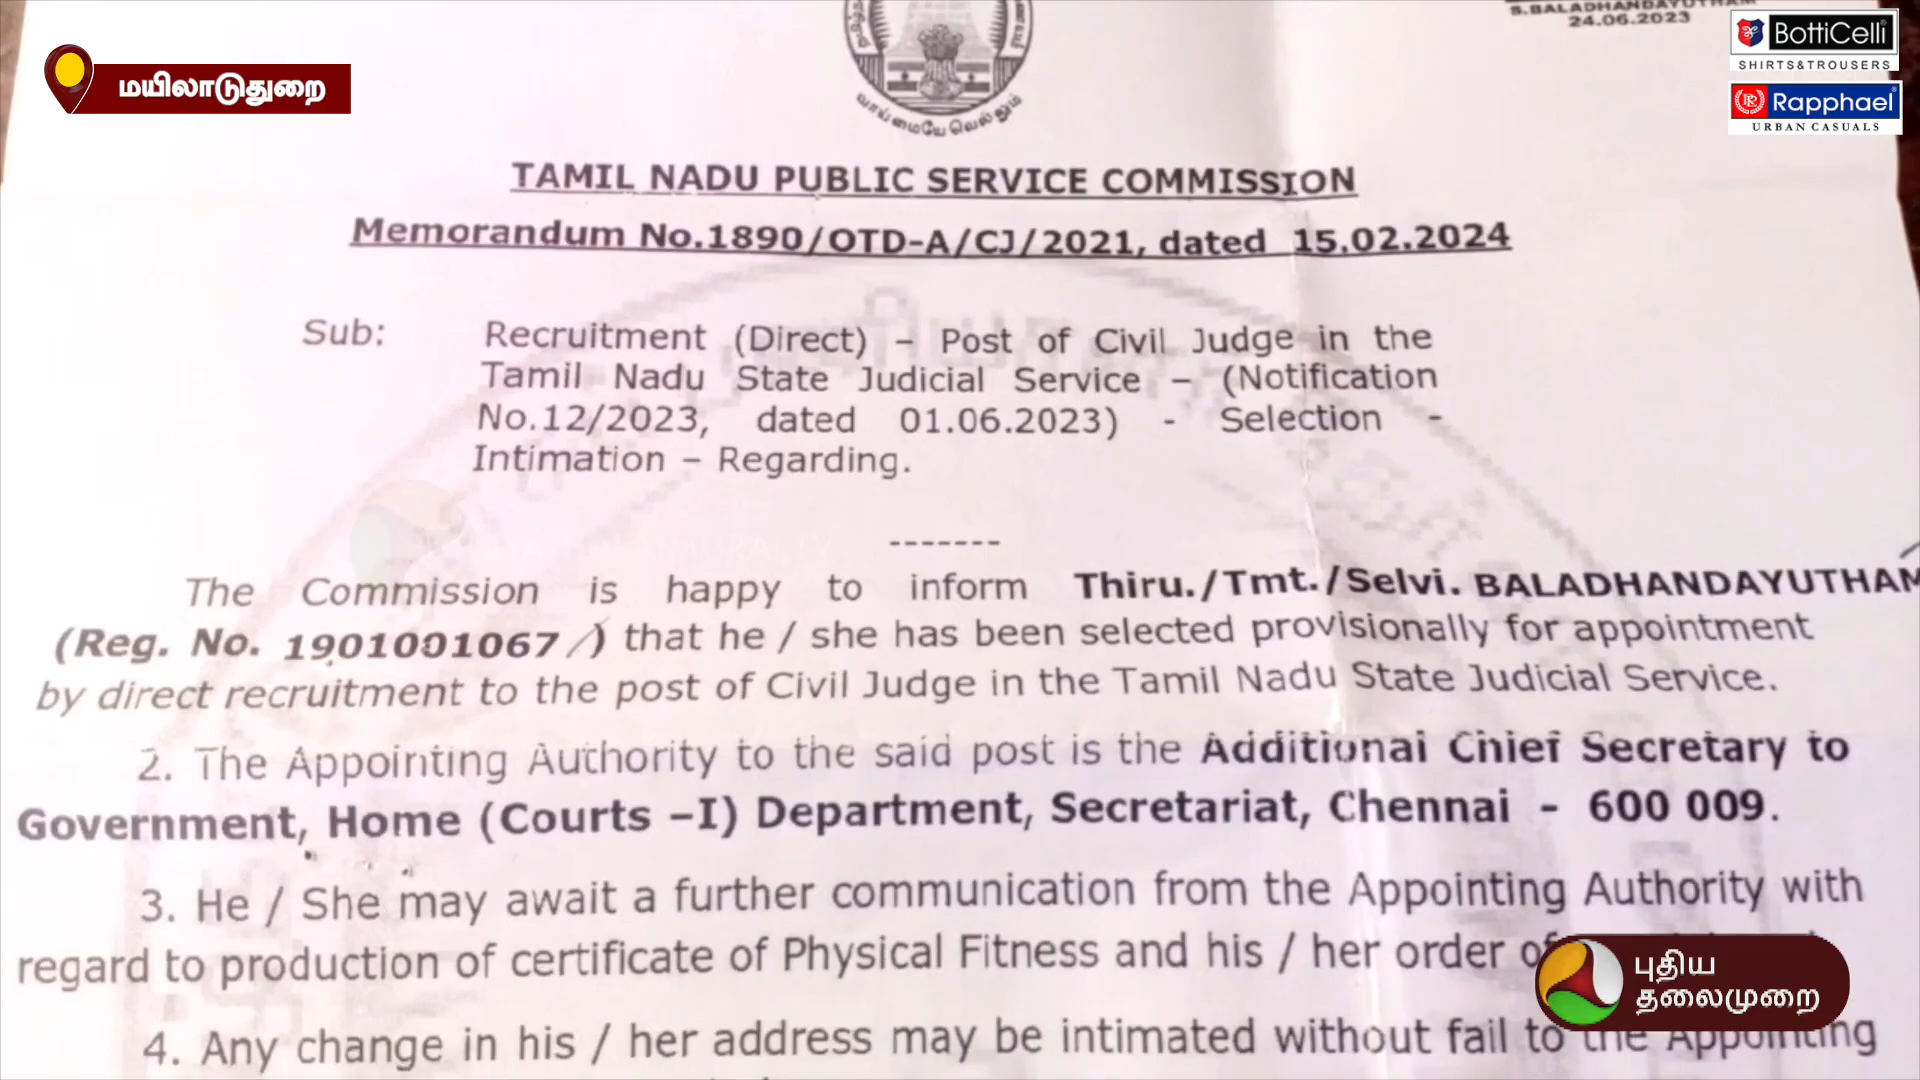 S.BALADHANDAYUTHAM
24.06.2023
BottiCelli
SHIRTS&TROUSERS
Rapphael
URBAN CASUALS
மயிலாடுதுறை
வாய்மையே வெல்லும்
TAMIL NADU PUBLIC SERVICE COMMISSION
Memorandum No.1890/OTD-A/CJ/2021, dated 15.02.2024
Sub: Recruitment (Direct) – Post of Civil Judge in the
Tamil Nadu State Judicial Service – (Notification
No.12/2023, dated 01.06.2023) - Selection -
Intimation – Regarding.
-------
The Commission is happy to inform Thiru./Tmt./Selvi. BALADHANDAYUTHAM
(Reg. No. 1901001067/) that he / she has been selected provisionally for appointment
by direct recruitment to the post of Civil Judge in the Tamil Nadu State Judicial Service.
2. The Appointing Authority to the said post is the Additional Chief Secretary to
Government, Home (Courts –I) Department, Secretariat, Chennai - 600 009.
3. He / She may await a further communication from the Appointing Authority with
regard to production of certificate of Physical Fitness and his / her order of
4. Any change in his / her address may be intimated without fail to the Appointing
புதிய
தலைமுறை